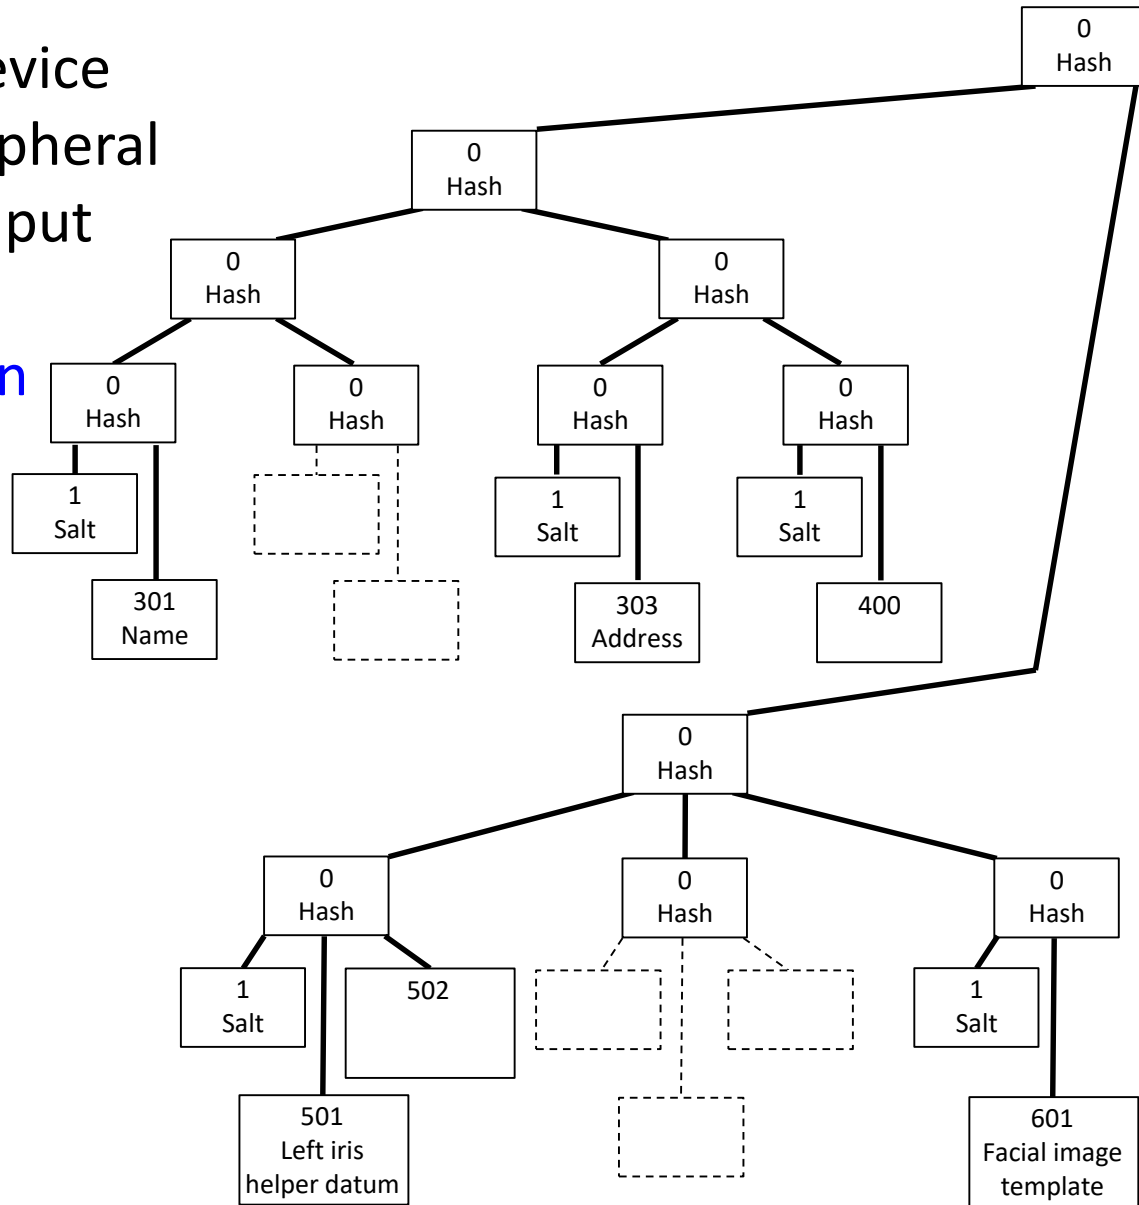 0
Hash
evice
pheral
put
n
0
Hash
0
Hash
0
Hash
0
Hash
0
Hash
0
Hash
0
Hash
1
Salt
1
Salt
1
Salt
301
Name
303
Address
400
0
Hash
0
Hash
0
Hash
0
Hash
1
Salt
502
1
Salt
501
Left iris
helper datum
601
Facial image
template